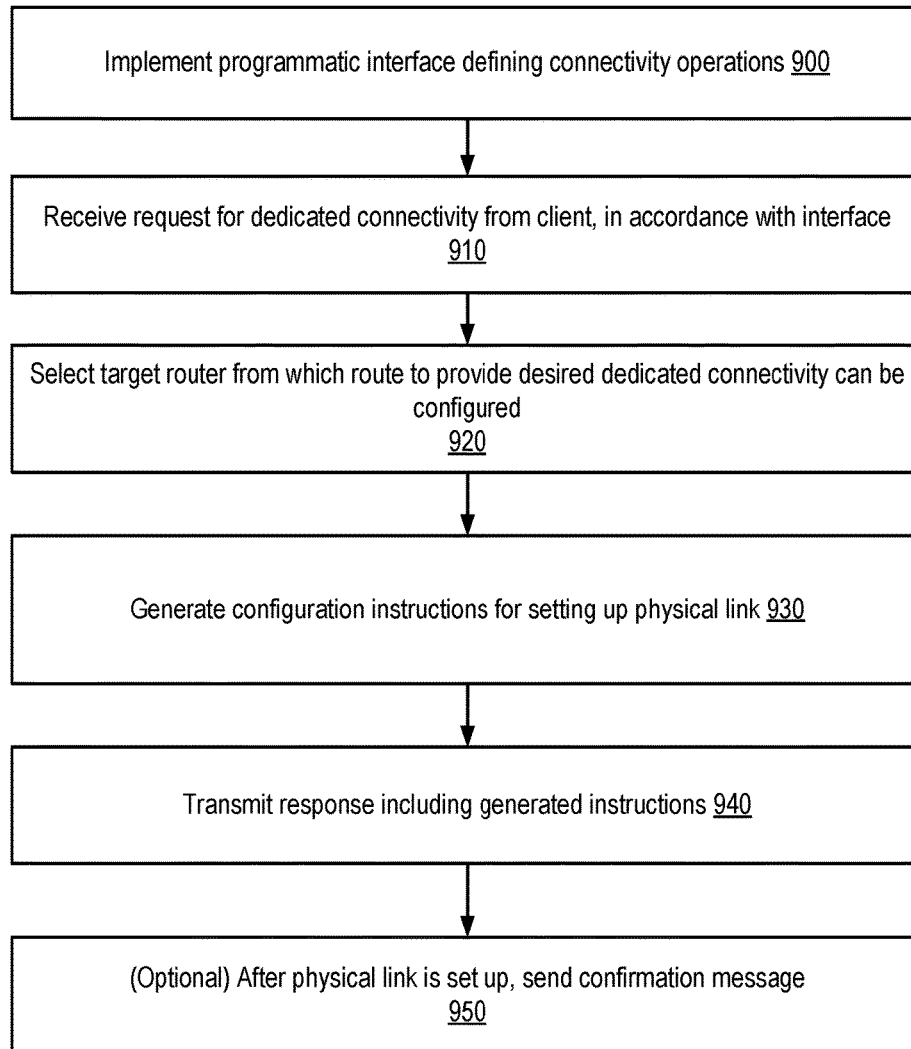 Implement programmatic interface defining connectivity operations 900
Receive request for dedicated connectivity from client, in accordance with interface
910
Select target router from which route to provide desired dedicated connectivity can be
configured
920
Generate configuration instructions for setting up physical link 930
Transmit response including generated instructions 940
(Optional) After physical link is set up, send confirmation message
950